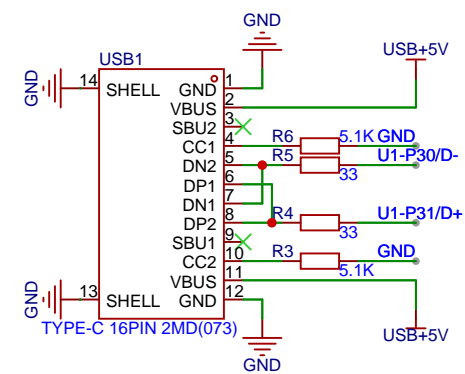 GND
USB+5V
USB1
GND
14
SHELL
GND
1
VBUS
2
SBU2
3
CC1
4
R6
5.1K
GND
DN2
5
R5
33
U1-P30/D-
DP1
6
DN1
7
DP2
8
R4
33
U1-P31/D+
SBU1
9
CC2
10
R3
5.1K
GND
VBUS
11
GND
13
SHELL
GND
12
TYPE-C 16PIN 2MD(073)
USB+5V
GND